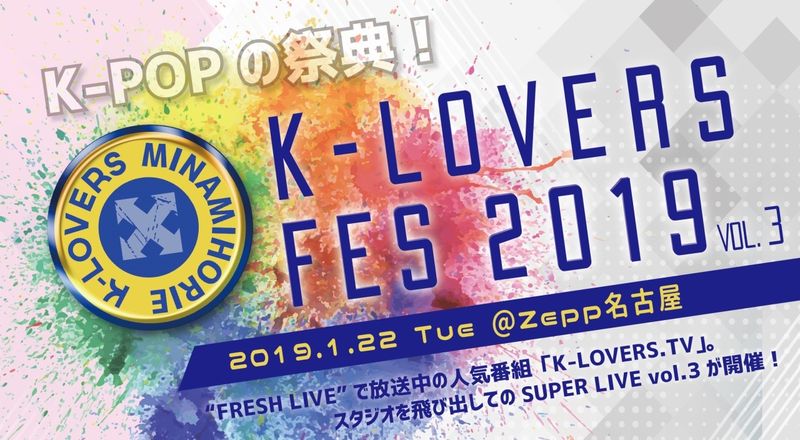 K-POPの祭典！
K-LOVERS MINAMIHORIE
K-LOVERS
FES 2019 VOL. 3
2019.1.22 Tue @Zepp名古屋
“FRESH LIVE”で放送中の人気番組「K-LOVERS.TV」。
スタジオを飛び出しての SUPER LIVE vol.3 が開催！